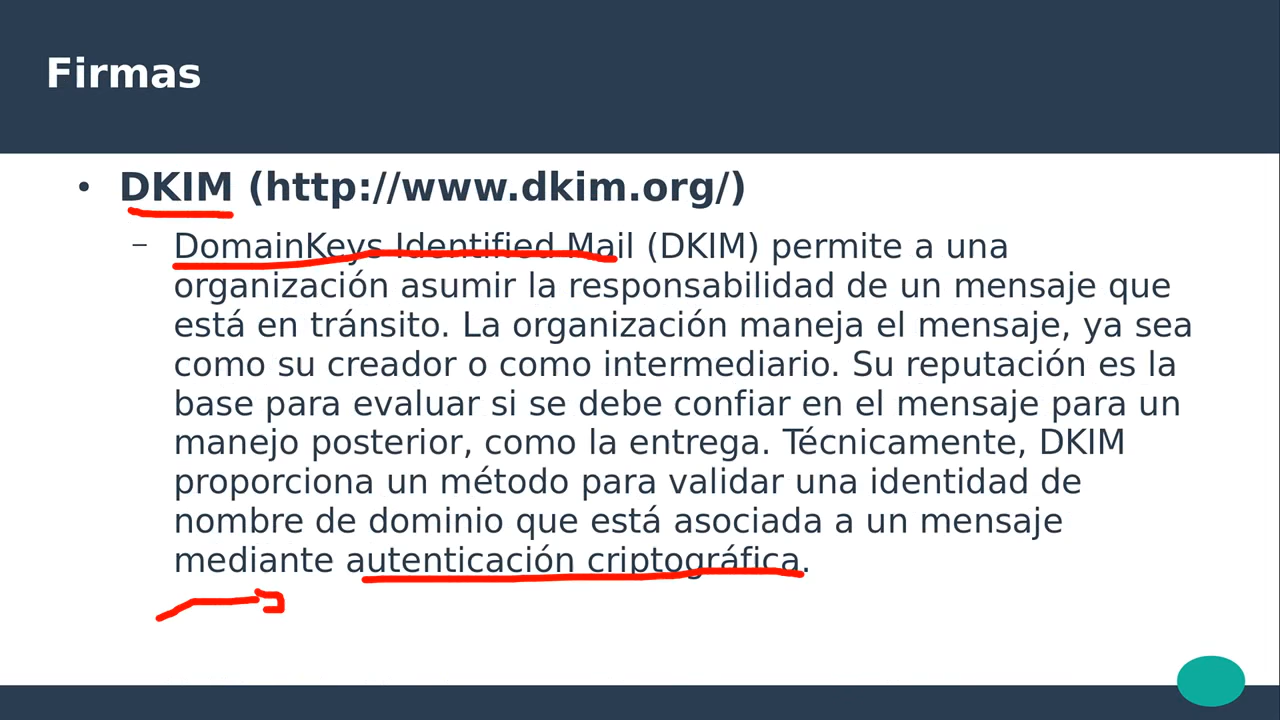 Firmas
• DKIM (http://www.dkim.org/)
– DomainKeys Identified Mail (DKIM) permite a una
organización asumir la responsabilidad de un mensaje que
está en tránsito. La organización maneja el mensaje, ya sea
como su creador o como intermediario. Su reputación es la
base para evaluar si se debe confiar en el mensaje para un
manejo posterior, como la entrega. Técnicamente, DKIM
proporciona un método para validar una identidad de
nombre de dominio que está asociada a un mensaje
mediante autenticación criptográfica.